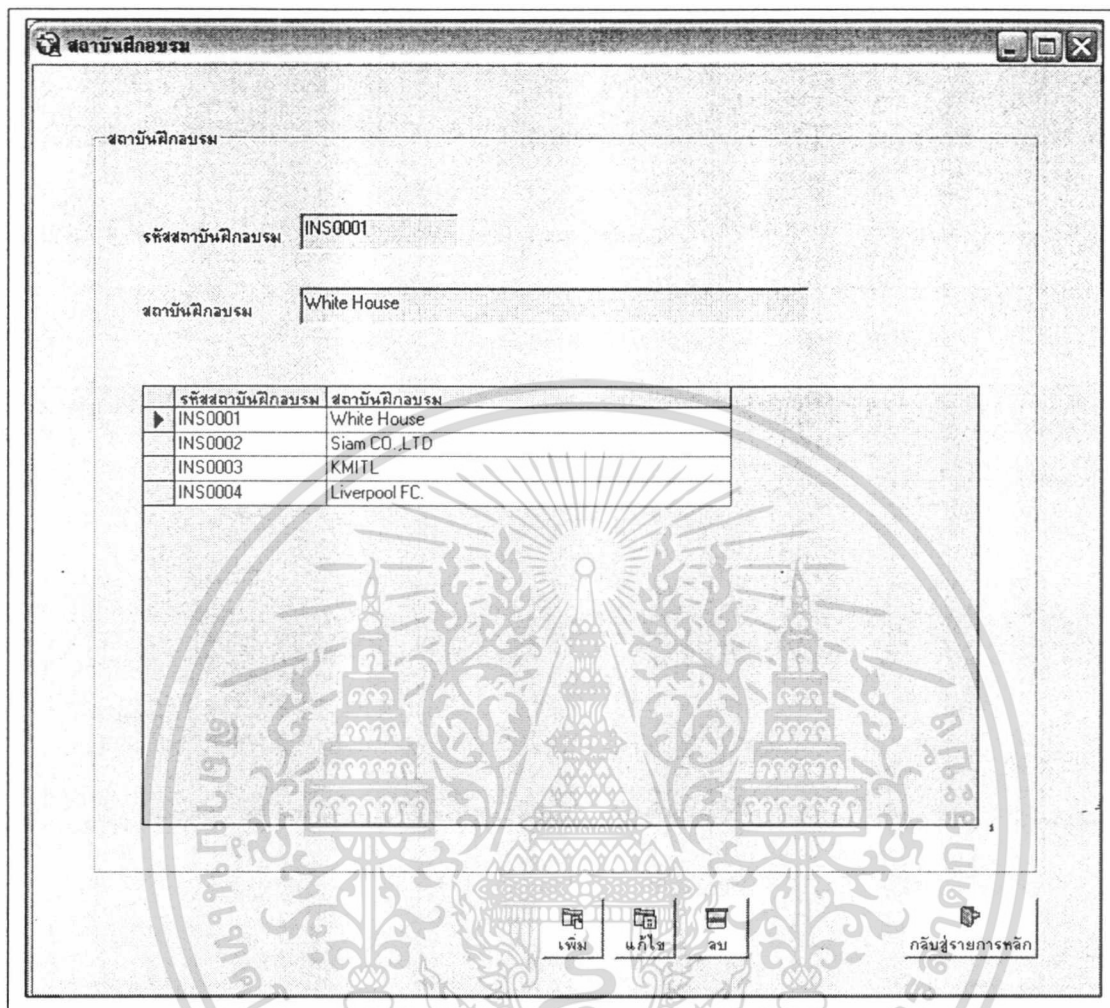 สถาบันฝึกอบรม
สถาบันฝึกอบรม
รหัสสถาบันฝึกอบรม INS0001
สถาบันฝึกอบรม White House
รหัสสถาบันฝึกอบรม สถาบันฝึกอบรม
INS0001 White House
INS0002 Siam CO.,LTD
INS0003 KMITL
INS0004 Liverpool FC.
เพิ่ม แก้ไข ลบ กลับสู่รายการหลัก